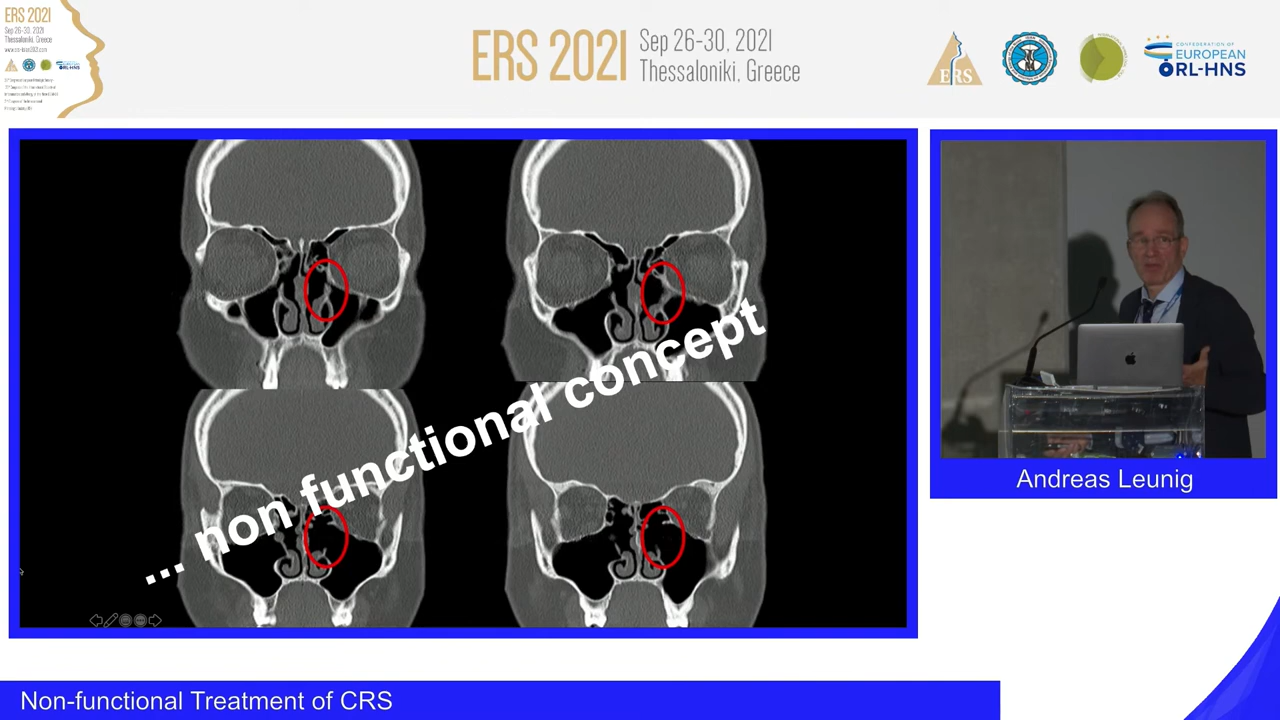 ERS 2021
Sep 26-30, 2021
Thessaloniki, Greece
ERS 2021
Sep 26-30, 2021
Thessaloniki, Greece
ERS
CONFEDERATION OF
EUROPEAN
ORL-HNS
... non functional concept
Andreas Leunig
Non-functional Treatment of CRS